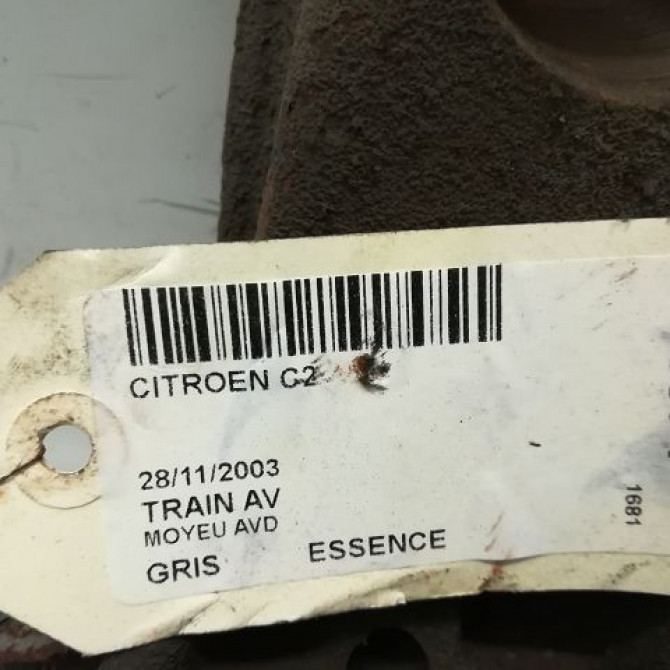 CITROEN C2
28/11/2003
TRAIN AV
MOYEU AVD
GRIS ESSENCE
1681